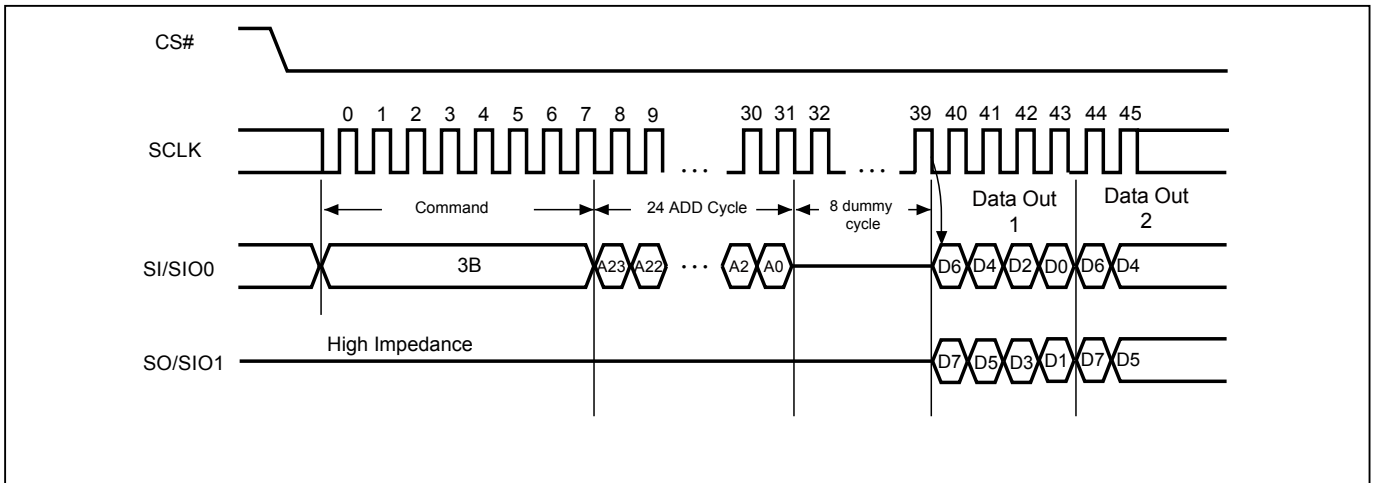 CS#
0 1 2 3 4 5 6 7 8 9 30 31 32 39 40 41 42 43 44 45
SCLK
... ...
Command 24 ADD Cycle 8 dummy cycle Data Out 1 Data Out 2
SI/SIO0 3B A23 A22 ... A2 A0 D6 D4 D2 D0 D6 D4
High Impedance
SO/SIO1 D7 D5 D3 D1 D7 D5